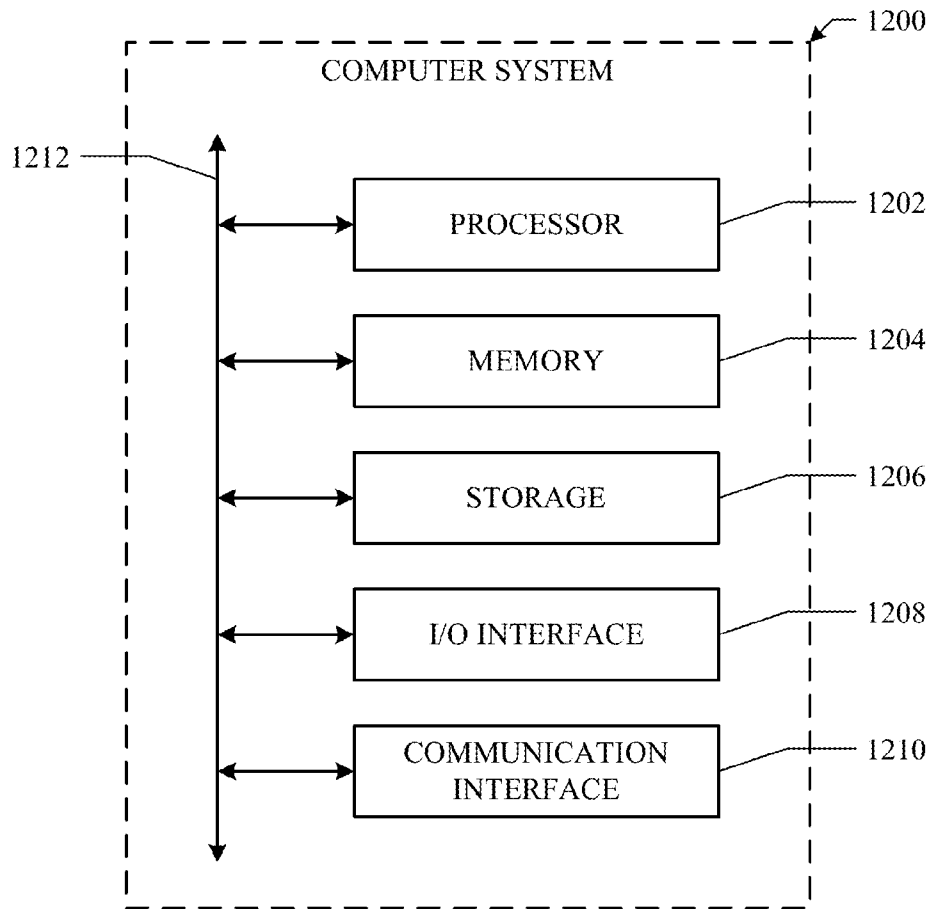 1200
COMPUTER SYSTEM
1212
PROCESSOR
1202
MEMORY
1204
STORAGE
1206
I/O INTERFACE
1208
COMMUNICATION
INTERFACE
1210